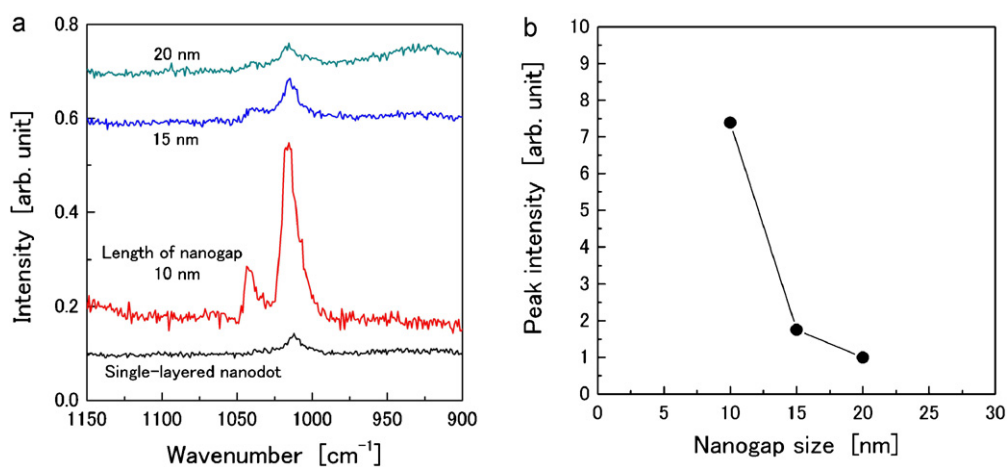 a
0.8
0.6
0.4
0.2
0.0
Intensity [arb. unit]
20 nm
15 nm
Length of nanogap
10 nm
Single-layered nanodot
1150 1100 1050 1000 950 900
Wavenumber [cm⁻¹]
b
10
9
8
7
6
5
4
3
2
1
0
Peak intensity [arb. unit]
0 5 10 15 20 25 30
Nanogap size [nm]